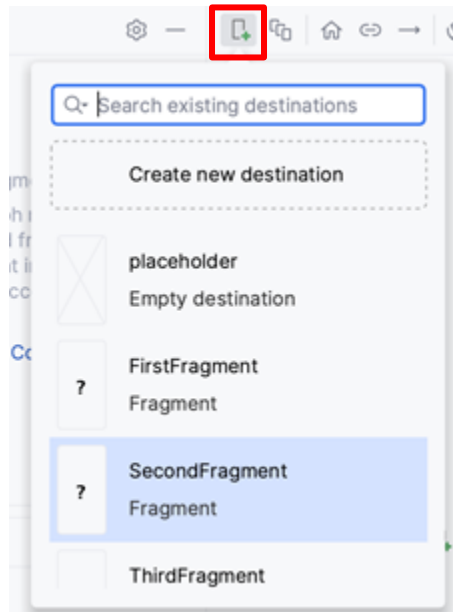 Search existing destinations
Create new destination
placeholder
Empty destination
?
FirstFragment
Fragment
?
SecondFragment
Fragment
ThirdFragment